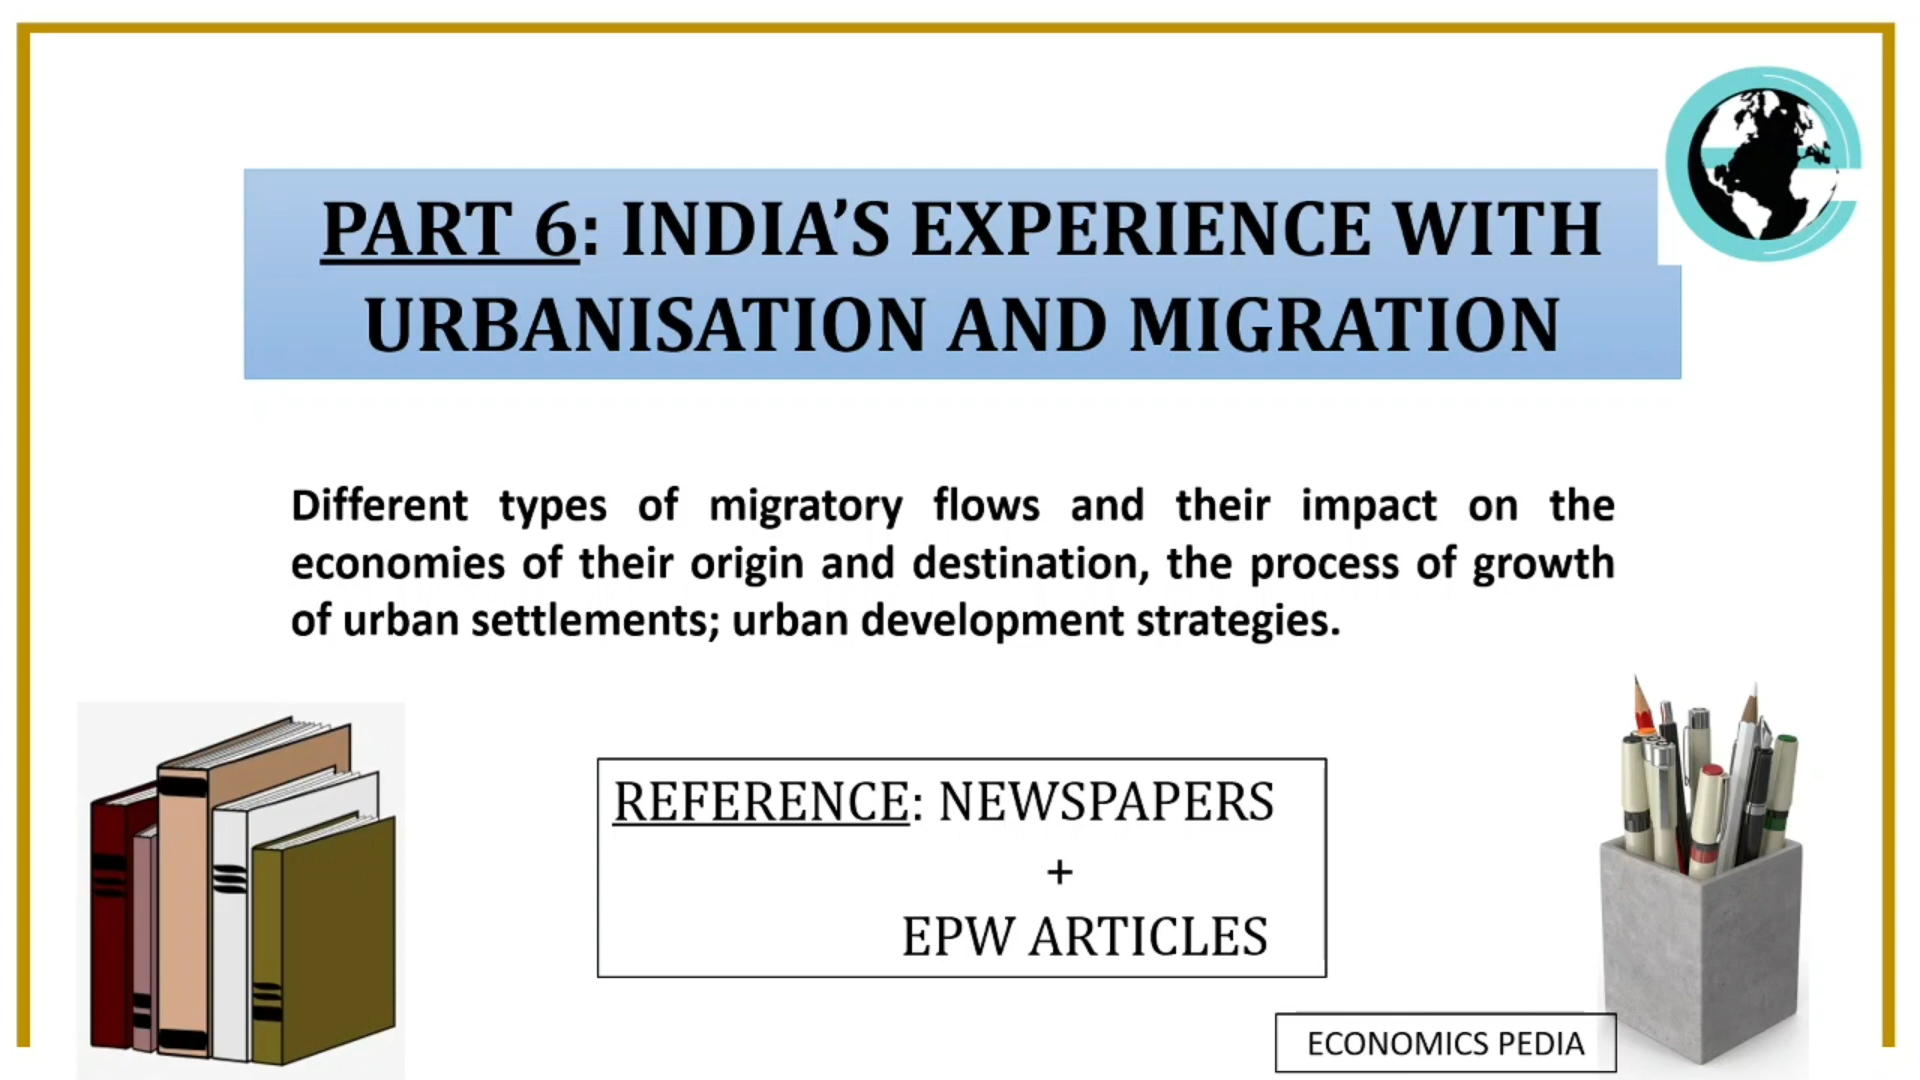 PART 6: INDIA’S EXPERIENCE WITH
URBANISATION AND MIGRATION
Different types of migratory flows and their impact on the
economies of their origin and destination, the process of growth
of urban settlements; urban development strategies.
REFERENCE: NEWSPAPERS
+
EPW ARTICLES
ECONOMICS PEDIA